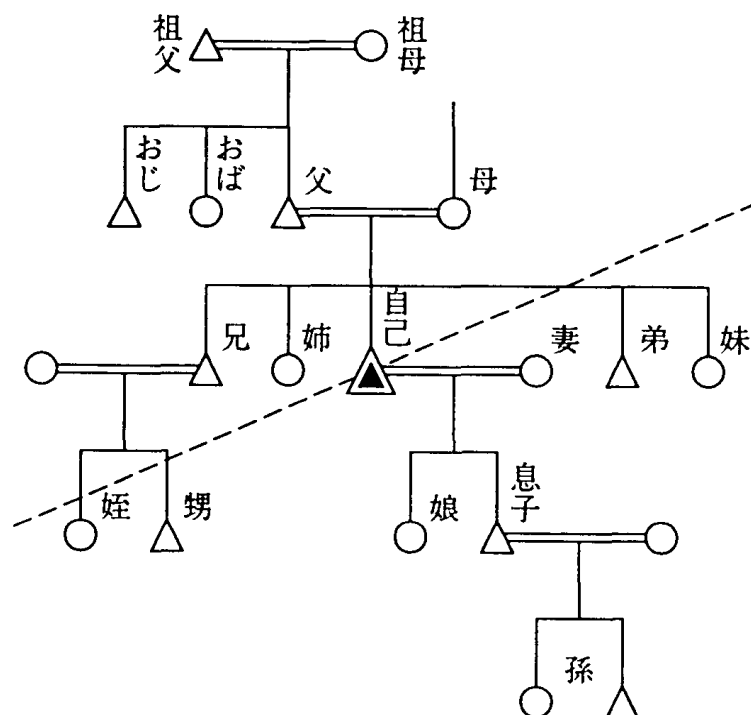 祖父
祖母
おじ
おば
父
母
兄
姉
自己
妻
弟
妹
姪
甥
娘
息子
孫